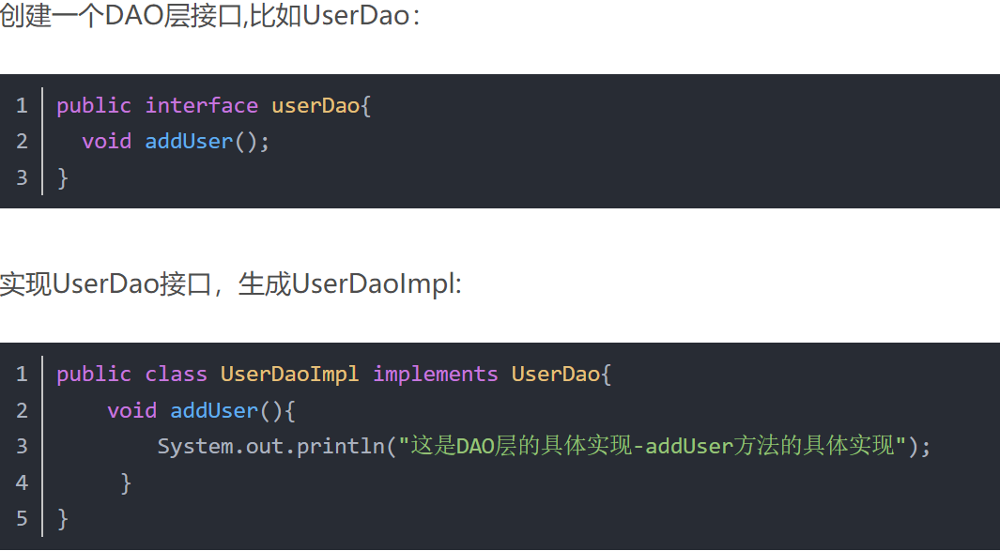 创建一个DAO层接口,比如UserDao：
1 public interface userDao{
2   void addUser();
3 }
实现UserDao接口，生成UserDaoImpl:
1 public class UserDaoImpl implements UserDao{
2     void addUser(){
3         System.out.println("这是DAO层的具体实现-addUser方法的具体实现");
4      }
5 }